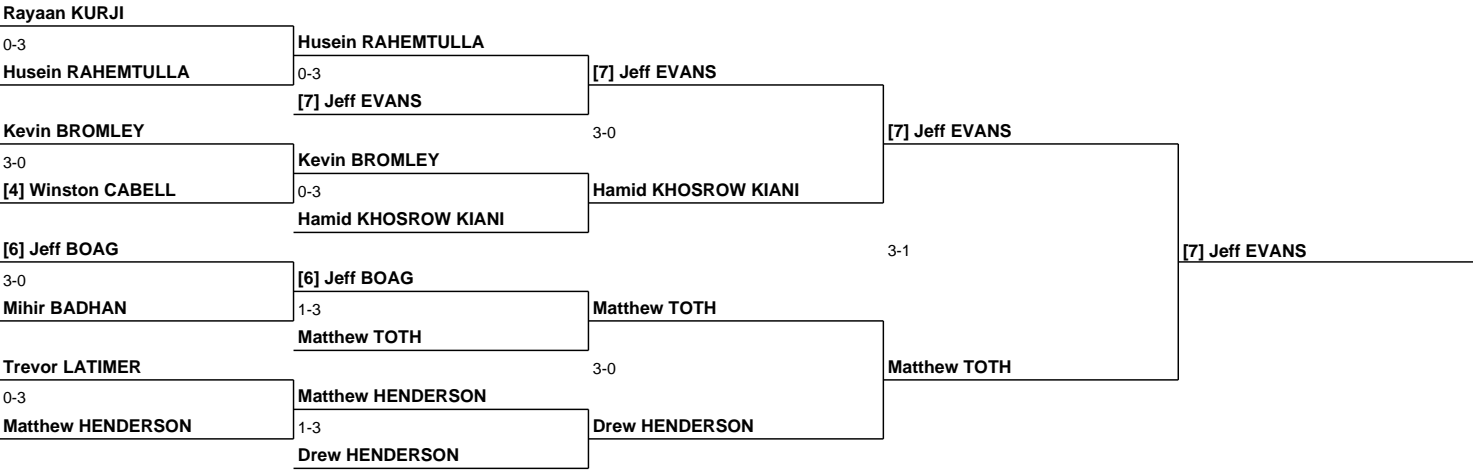 Rayaan KURJI
0-3
Husein RAHEMTULLA
Husein RAHEMTULLA
0-3
[7] Jeff EVANS
[7] Jeff EVANS
Kevin BROMLEY
3-0
[7] Jeff EVANS
3-0
Kevin BROMLEY
[4] Winston CABELL
0-3
Hamid KHOSROW KIANI
Hamid KHOSROW KIANI
[6] Jeff BOAG
3-1
[7] Jeff EVANS
3-0
[6] Jeff BOAG
Mihir BADHAN
1-3
Matthew TOTH
Matthew TOTH
Trevor LATIMER
3-0
Matthew TOTH
0-3
Matthew HENDERSON
Matthew HENDERSON
1-3
Drew HENDERSON
Drew HENDERSON